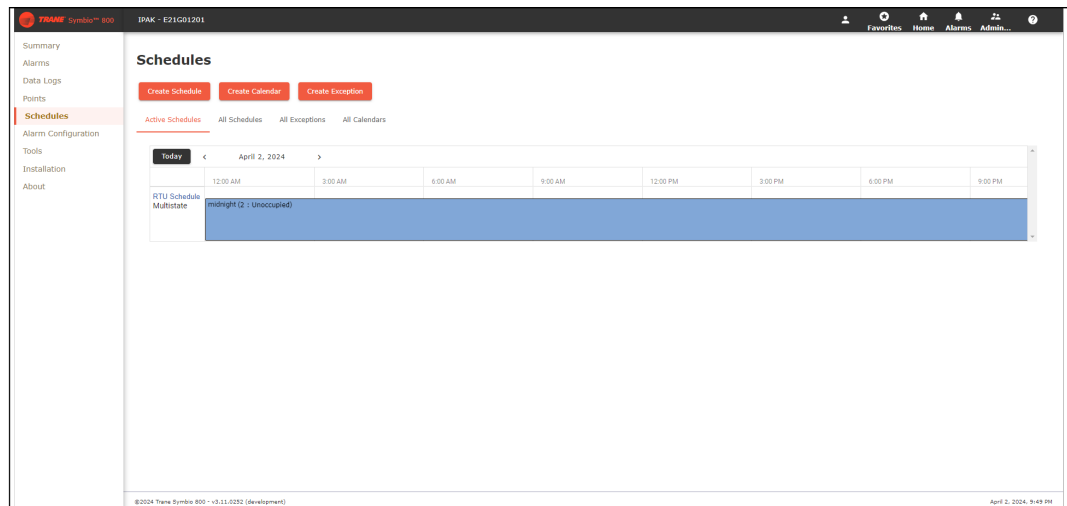 TRANE Symbio™ 800
IPAK - E21G01201
Favorites Home Alarms Admin...
Summary
Alarms
Data Logs
Points
Schedules
Alarm Configuration
Tools
Installation
About
Schedules
Create Schedule Create Calendar Create Exception
Active Schedules All Schedules All Exceptions All Calendars
Today < April 2, 2024 >
12:00 AM 3:00 AM 6:00 AM 9:00 AM 12:00 PM 3:00 PM 6:00 PM 9:00 PM
RTU Schedule
Multistate
midnight (2 : Unoccupied)
©2024 Trane Symbio 800 - v3.11.0252 (development)
April 2, 2024, 9:49 PM